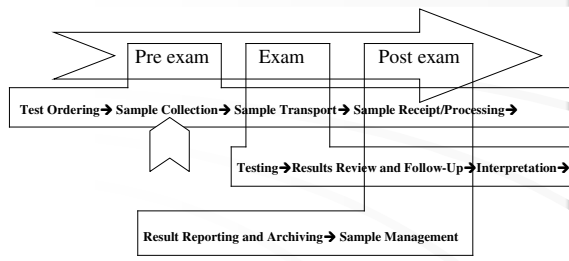 Pre exam Exam Post exam
Test Ordering→ Sample Collection→ Sample Transport→ Sample Receipt/Processing→
Testing→Results Review and Follow-Up→Interpretation→
Result Reporting and Archiving→ Sample Management